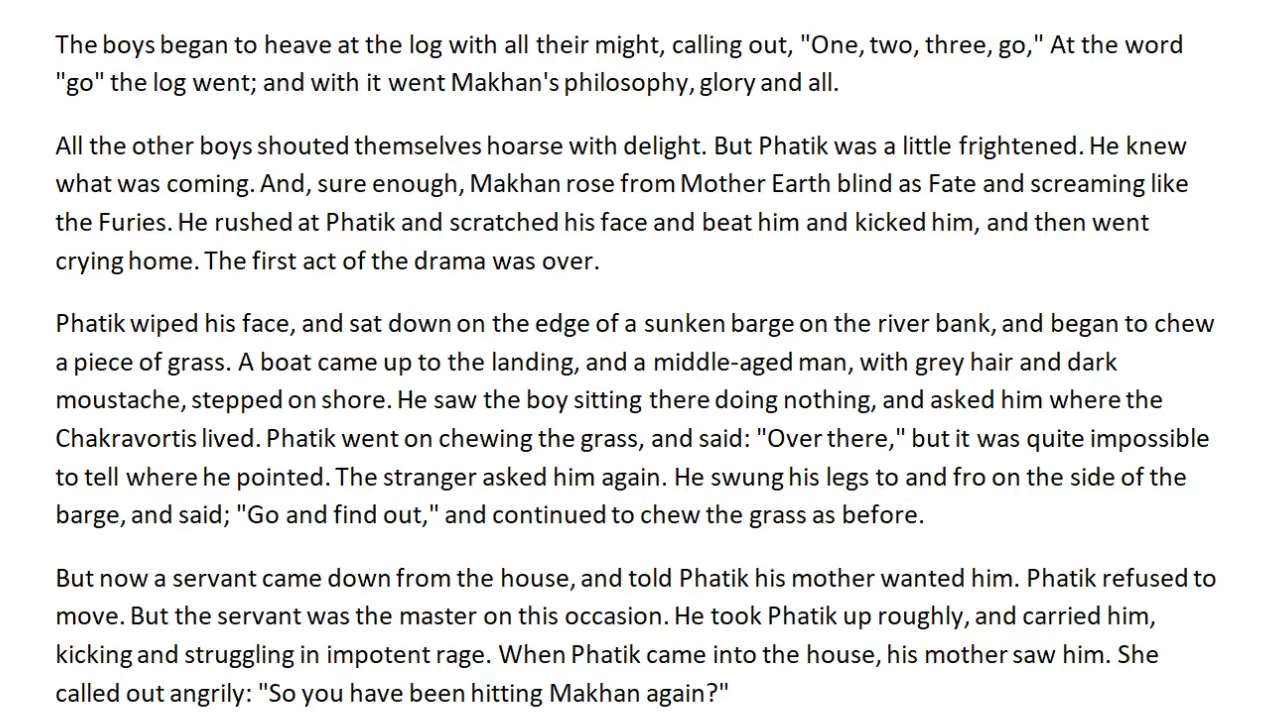 The boys began to heave at the log with all their might, calling out, "One, two, three, go," At the word
"go" the log went; and with it went Makhan's philosophy, glory and all.
All the other boys shouted themselves hoarse with delight. But Phatik was a little frightened. He knew
what was coming. And, sure enough, Makhan rose from Mother Earth blind as Fate and screaming like
the Furies. He rushed at Phatik and scratched his face and beat him and kicked him, and then went
crying home. The first act of the drama was over.
Phatik wiped his face, and sat down on the edge of a sunken barge on the river bank, and began to chew
a piece of grass. A boat came up to the landing, and a middle-aged man, with grey hair and dark
moustache, stepped on shore. He saw the boy sitting there doing nothing, and asked him where the
Chakravortis lived. Phatik went on chewing the grass, and said: "Over there," but it was quite impossible
to tell where he pointed. The stranger asked him again. He swung his legs to and fro on the side of the
barge, and said; "Go and find out," and continued to chew the grass as before.
But now a servant came down from the house, and told Phatik his mother wanted him. Phatik refused to
move. But the servant was the master on this occasion. He took Phatik up roughly, and carried him,
kicking and struggling in impotent rage. When Phatik came into the house, his mother saw him. She
called out angrily: "So you have been hitting Makhan again?"